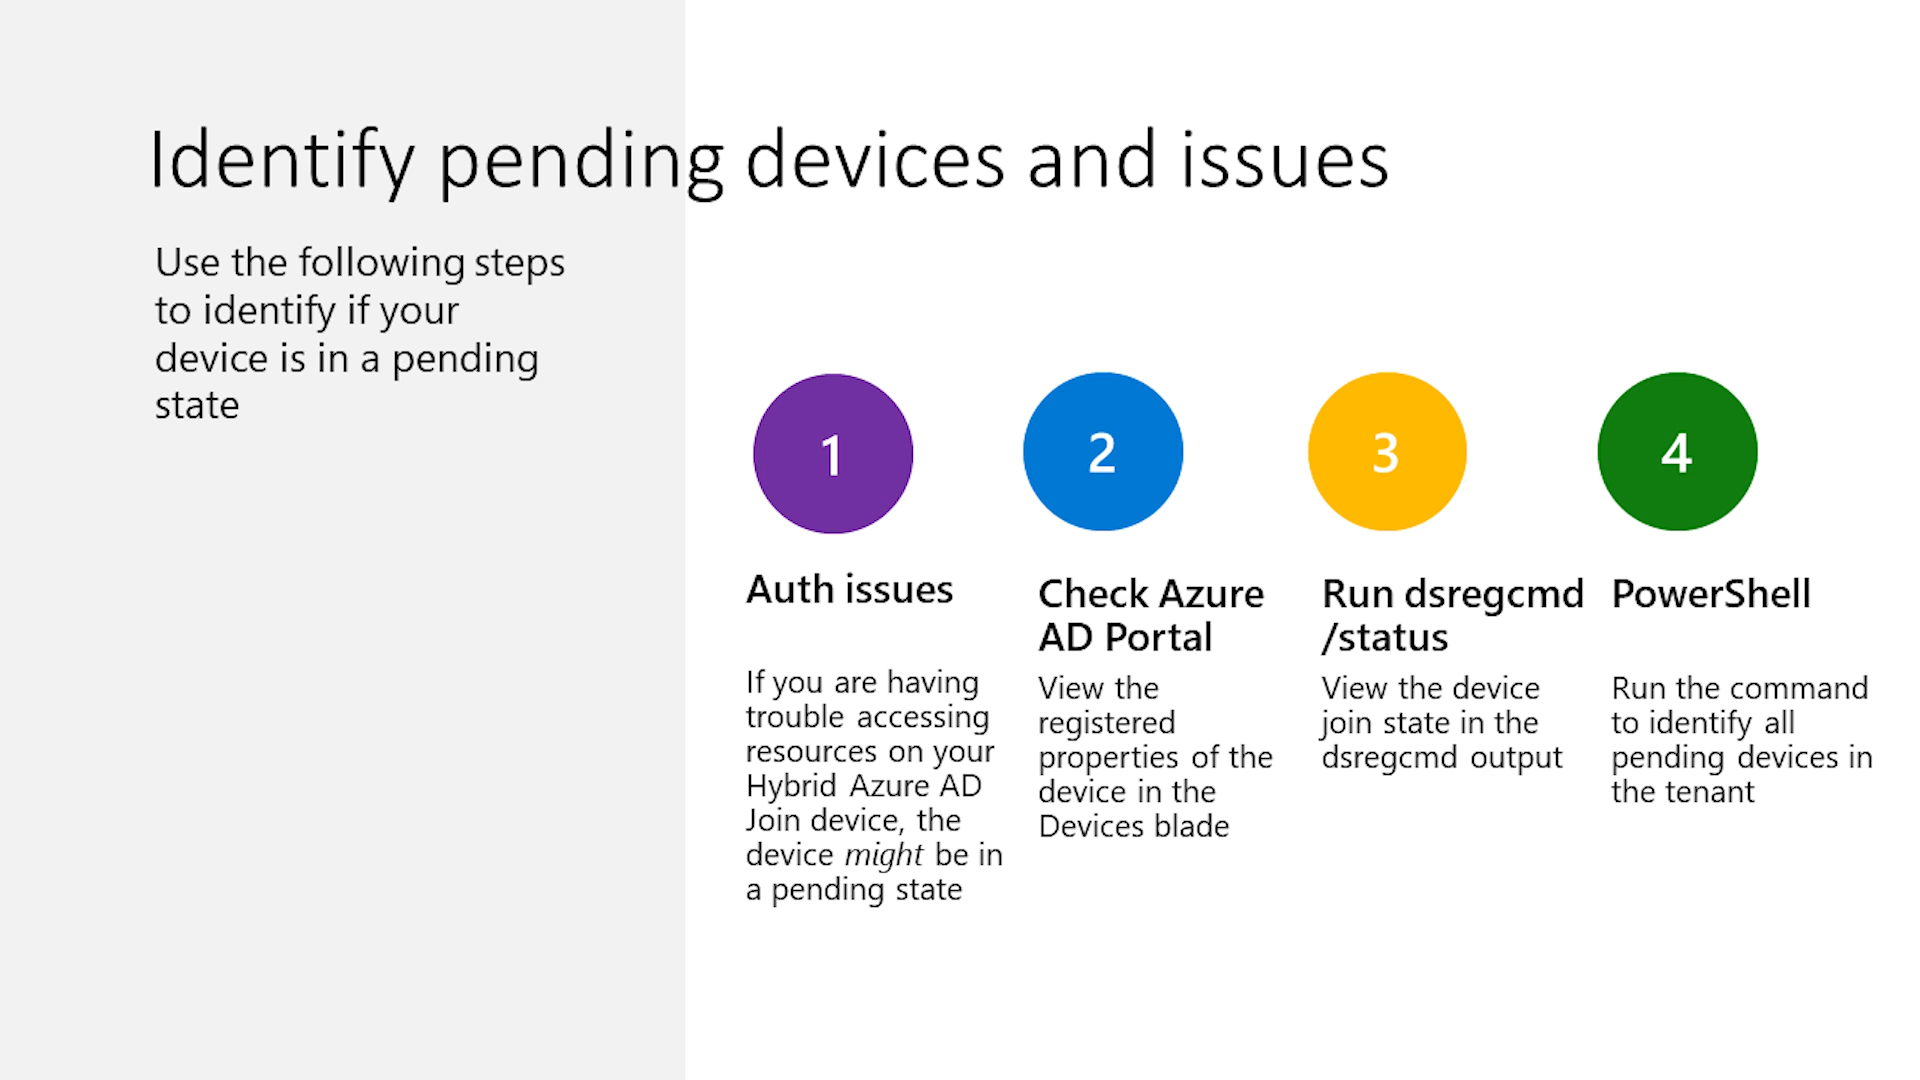 Identify pending devices and issues
Use the following steps
to identify if your
device is in a pending
state
1
Auth issues
If you are having
trouble accessing
resources on your
Hybrid Azure AD
Join device, the
device might be in
a pending state
2
Check Azure
AD Portal
View the
registered
properties of the
device in the
Devices blade
3
Run dsregcmd
/status
View the device
join state in the
dsregcmd output
4
PowerShell
Run the command
to identify all
pending devices in
the tenant